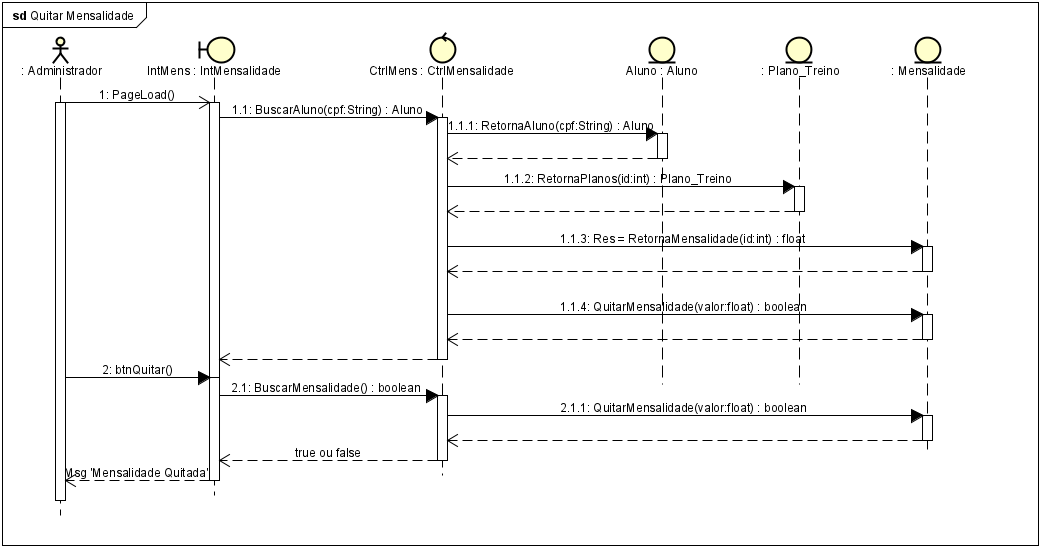 sd Quitar Mensalidade
: Administrador
IntMens : IntMensalidade
CtrlMens : CtrlMensalidade
Aluno : Aluno
: Plano_Treino
: Mensalidade
1: PageLoad()
1.1: BuscarAluno(cpf:String) : Aluno
1.1.1: RetornaAluno(cpf:String) : Aluno
1.1.2: RetornaPlanos(id:int) : Plano_Treino
1.1.3: Res = RetornaMensalidade(id:int) : float
1.1.4: QuitarMensalidade(valor:float) : boolean
2: btnQuitar()
2.1: BuscarMensalidade() : boolean
2.1.1: QuitarMensalidade(valor:float) : boolean
true ou false
Msg 'Mensalidade Quitada'